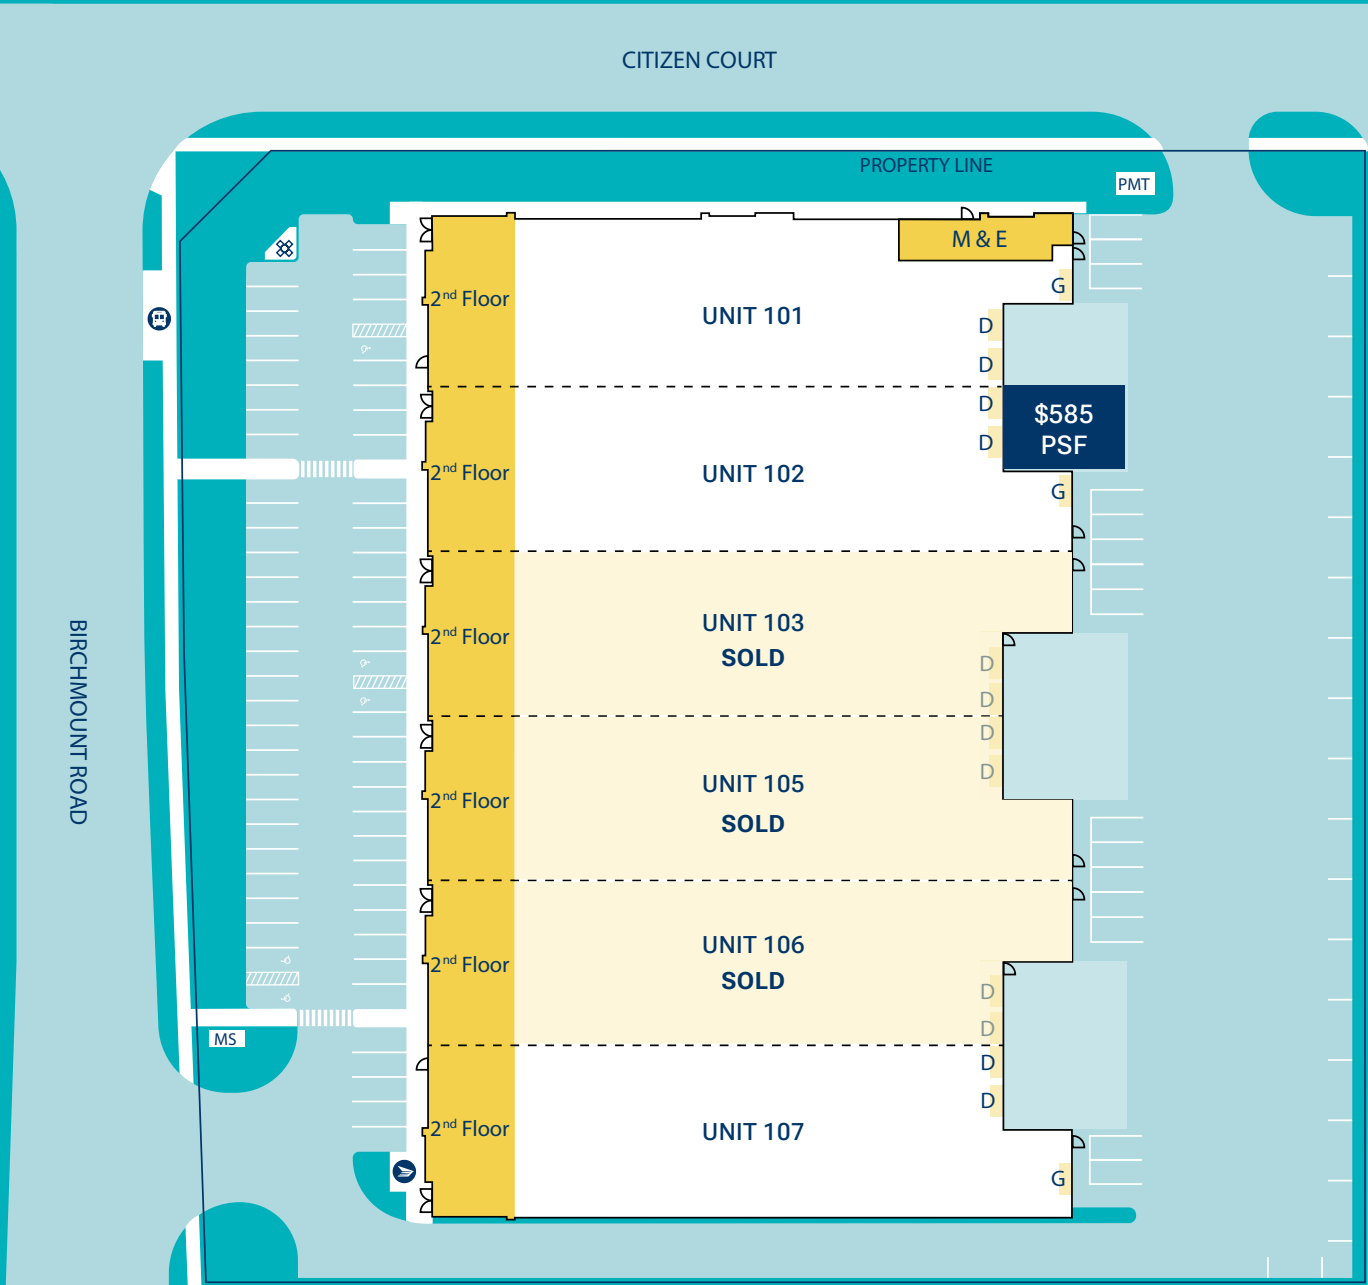 CITIZEN COURT
PROPERTY LINE
PMT
M & E
2nd Floor
G
UNIT 101
D
D
D
$585
PSF
D
2nd Floor
UNIT 102
G
2nd Floor
UNIT 103
SOLD
D
D
BIRCHMOUNT ROAD
D
D
2nd Floor
UNIT 105
SOLD
2nd Floor
UNIT 106
SOLD
D
D
MS
D
D
2nd Floor
UNIT 107
G